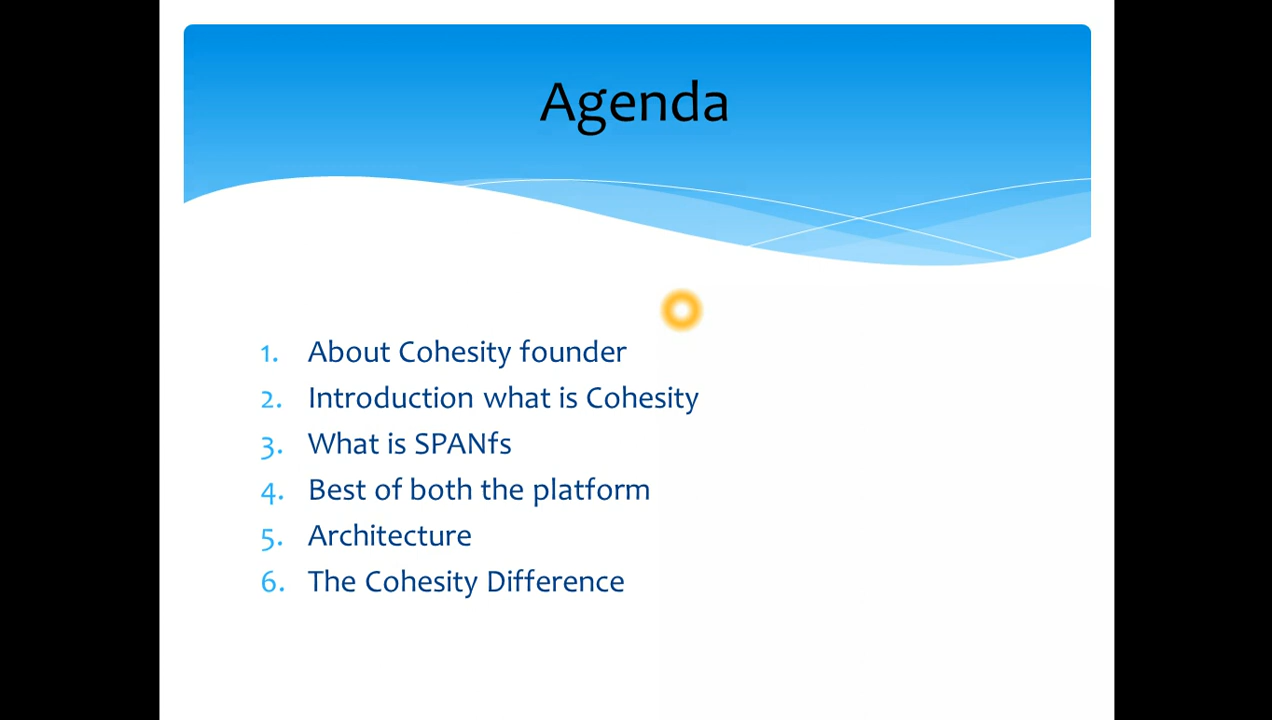 Agenda
1. About Cohesity founder
2. Introduction what is Cohesity
3. What is SPANfs
4. Best of both the platform
5. Architecture
6. The Cohesity Difference